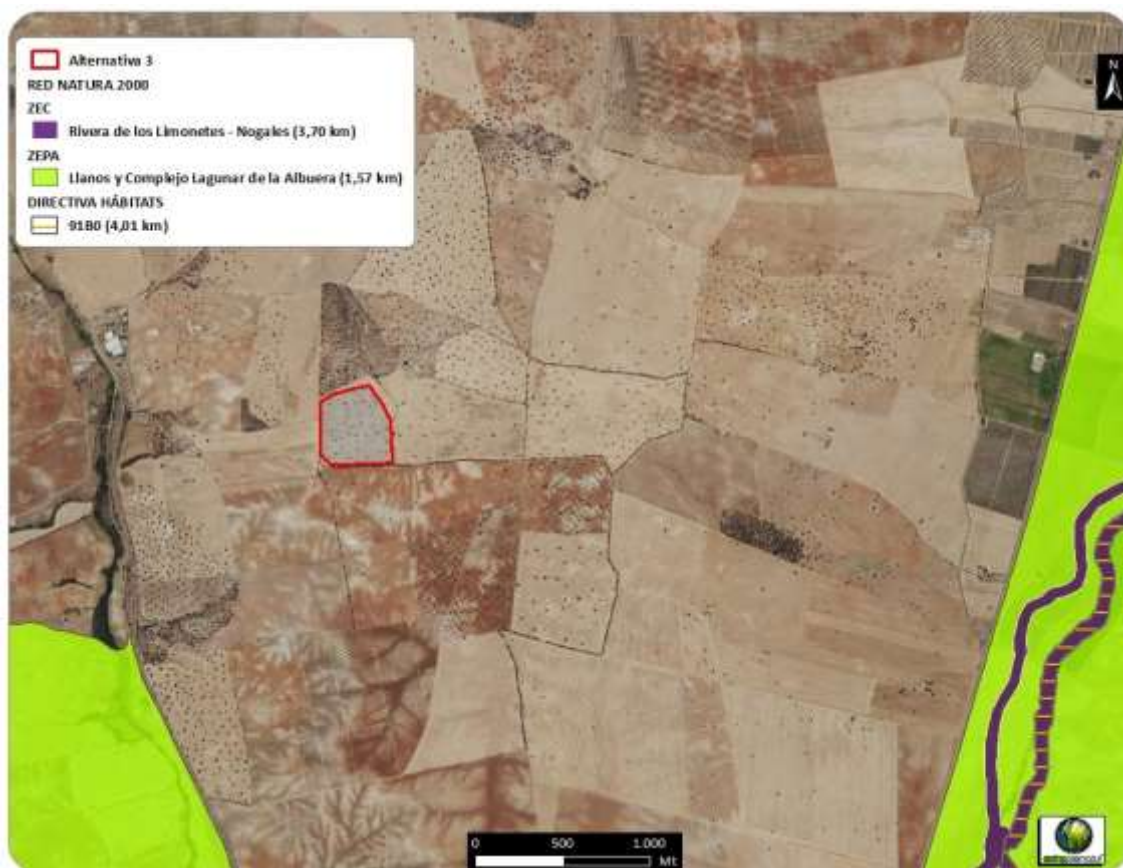 Alternativa 3
RED NATURA 2000
ZEC
Rivera de los Limonetes - Nogales (3,70 km)
ZEPA
Llanos y Complejo Lagunar de la Albuera (1,57 km)
DIRECTIVA HÁBITATS
91B0 (4,01 km)
N
0 500 1.000
Mt